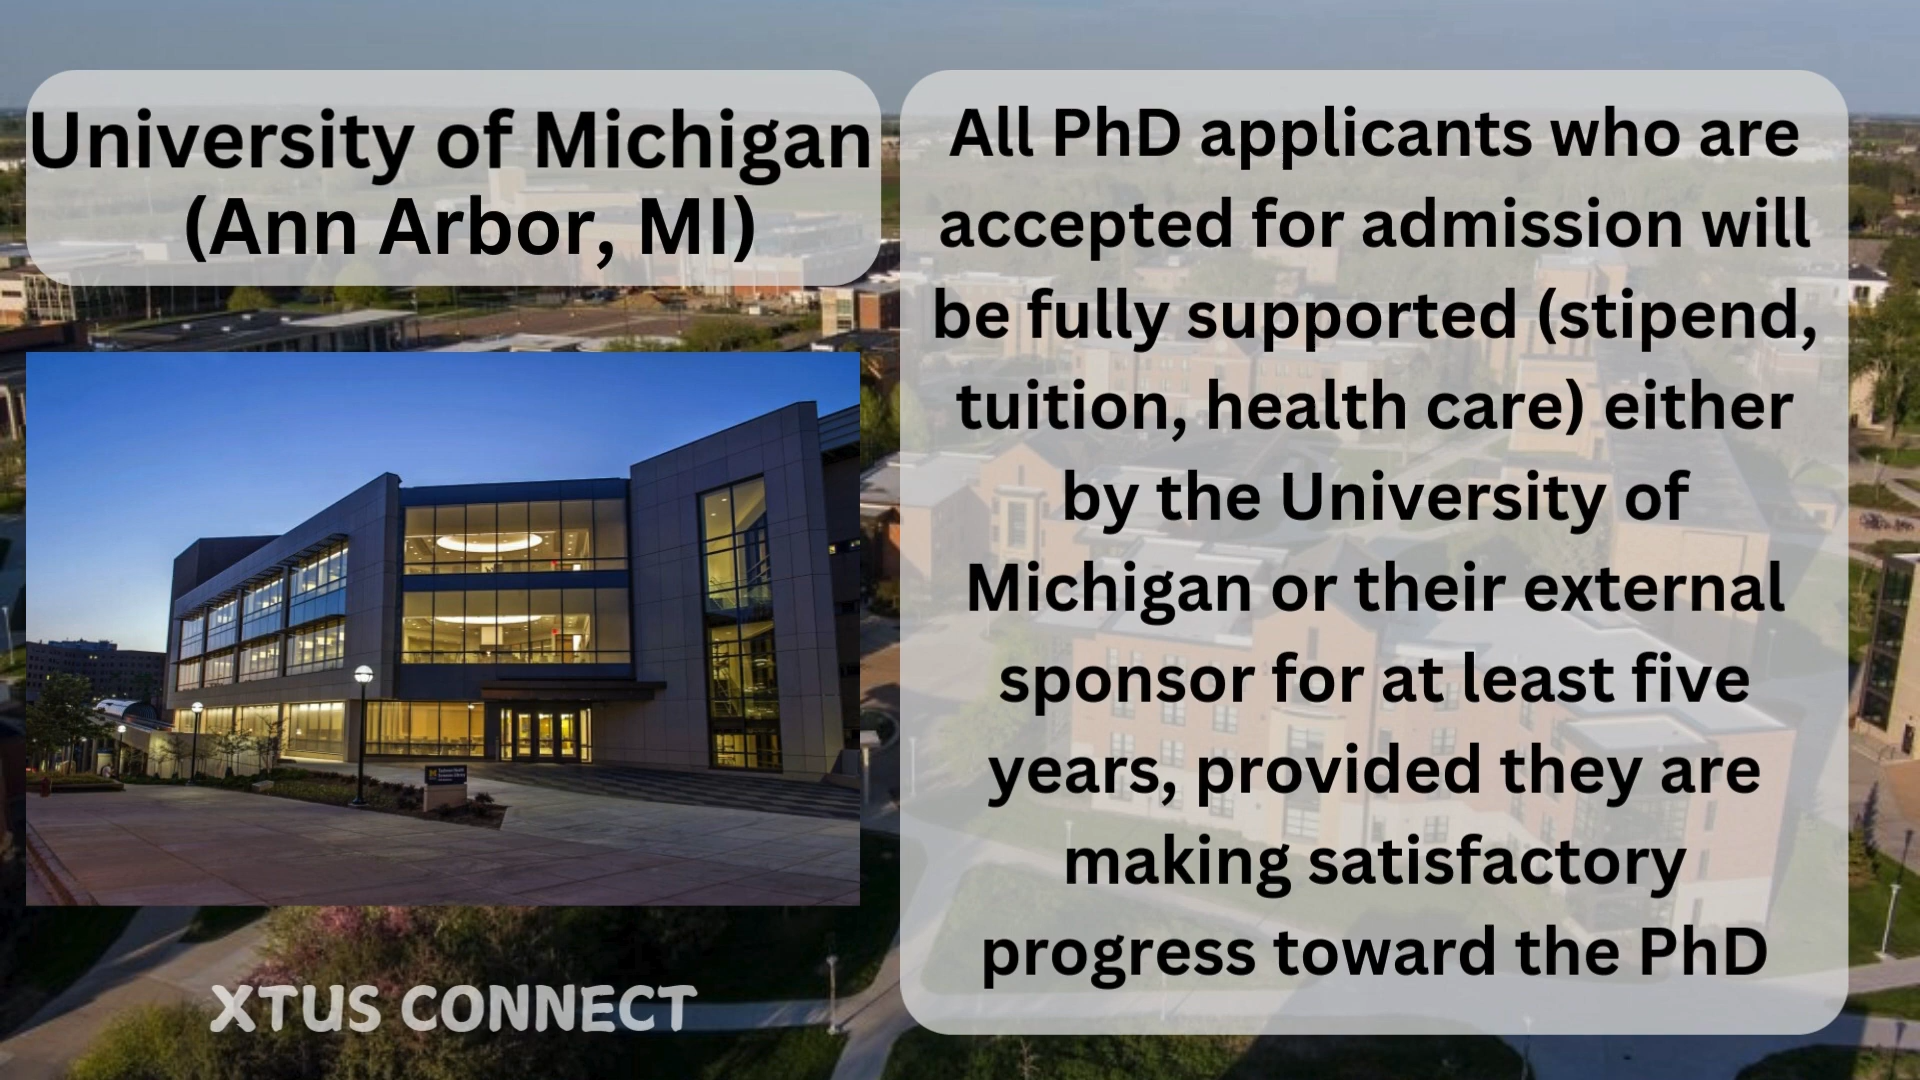 University of Michigan
(Ann Arbor, MI)
All PhD applicants who are
accepted for admission will
be fully supported (stipend,
tuition, health care) either
by the University of
Michigan or their external
sponsor for at least five
years, provided they are
making satisfactory
progress toward the PhD
XTUS CONNECT